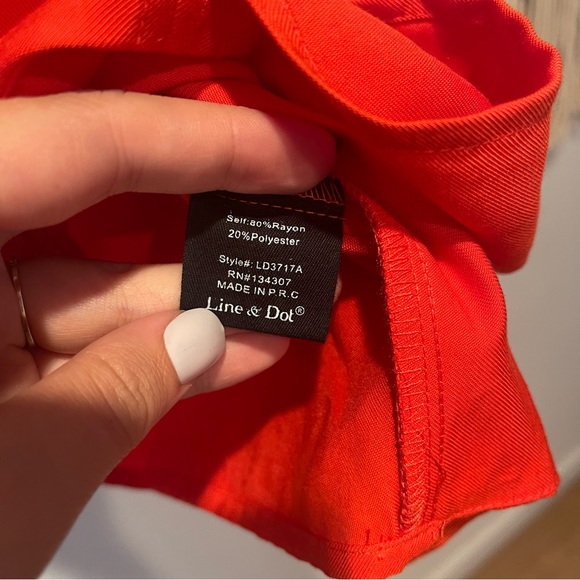 Self:80%Rayon
20%Polyester
Style#: LD3717A
RN#134307
MADE IN P.R.C
Line & Dot®